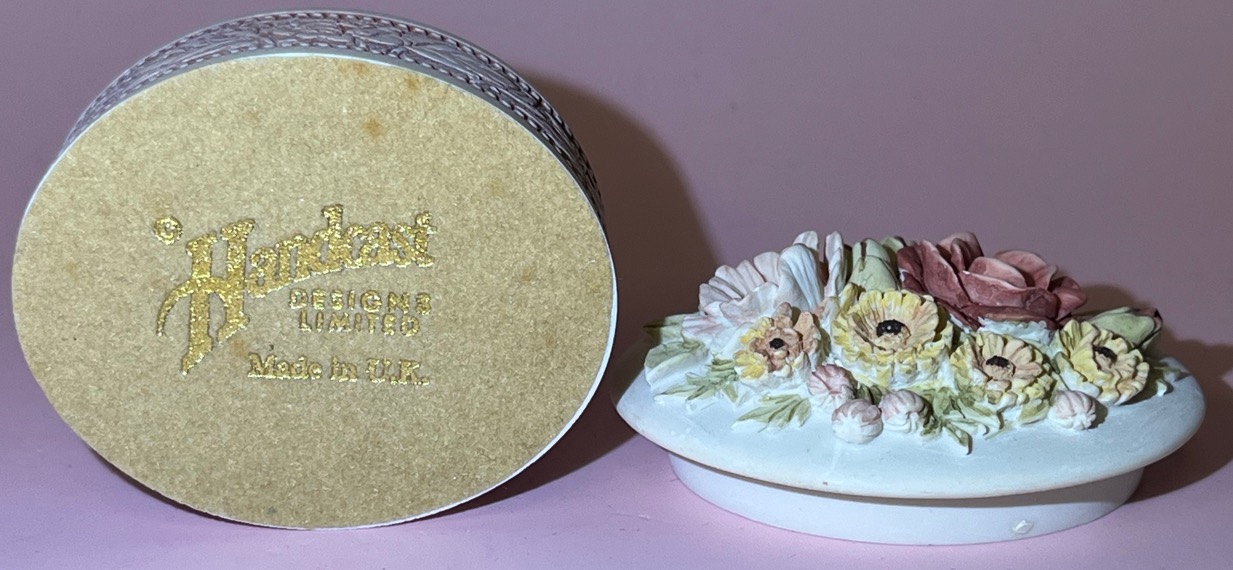 © Handcast
DESIGNS
LIMITED
Made in U.K.